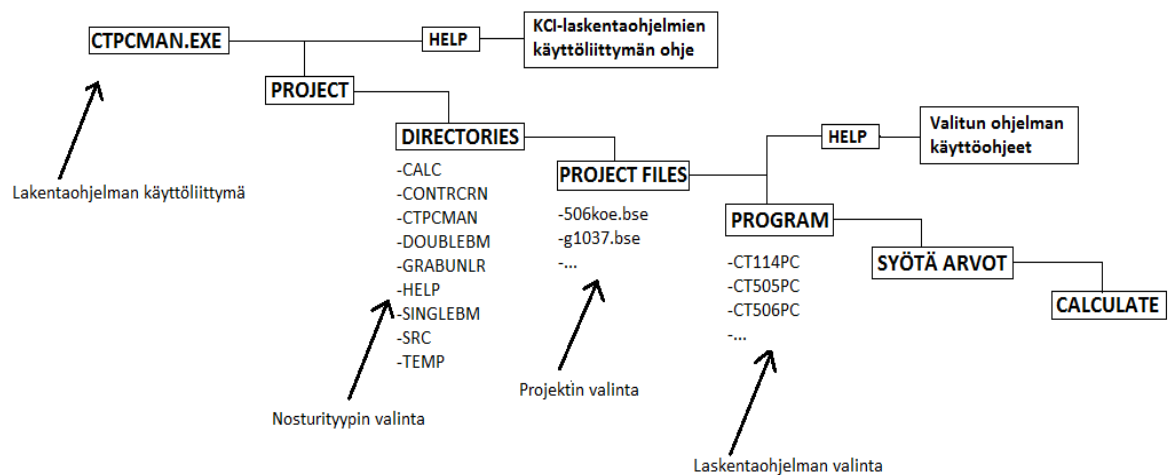 CTPCMAN.EXE
HELP
KCI-laskentaohjelmien
käyttöliittymän ohje
PROJECT
Lakentaohjelman käyttöliittymä
DIRECTORIES
-CALC
-CONTRCRN
-CTPCMAN
-DOUBLEBM
-GRABUNLR
-HELP
-SINGLEBM
-SRC
-TEMP
Nosturityypin valinta
PROJECT FILES
-506koe.bse
-g1037.bse
-...
Projektin valinta
HELP
Valitun ohjelman
käyttöohjeet
PROGRAM
-CT114PC
-CT505PC
-CT506PC
-...
Laskentaohjelman valinta
SYÖTÄ ARVOT
CALCULATE